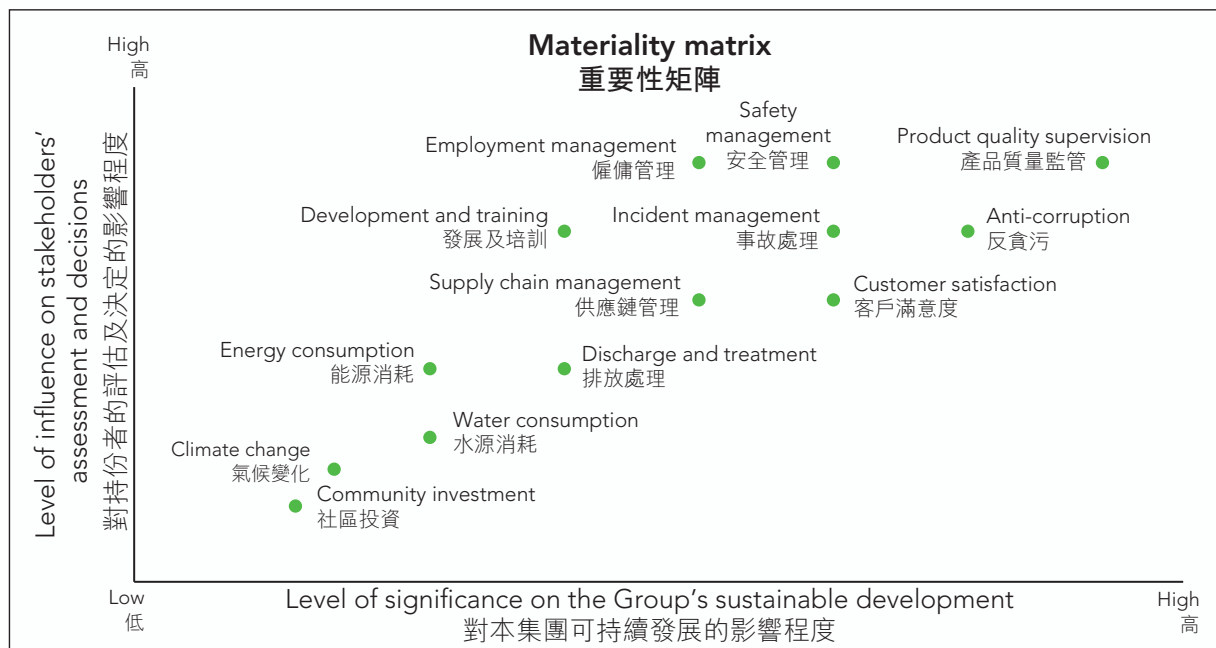 Materiality matrix
重要性矩陣
High
高
Level of influence on stakeholders'
assessment and decisions
對持份者的評估及決定的影響程度
Safety
management
安全管理
Employment management
僱傭管理
Product quality supervision
產品質量監管
Development and training
發展及培訓
Incident management
事故處理
Anti-corruption
反貪污
Supply chain management
供應鏈管理
Customer satisfaction
客戶滿意度
Energy consumption
能源消耗
Discharge and treatment
排放處理
Water consumption
水源消耗
Climate change
氣候變化
Community investment
社區投資
Low
低
Level of significance on the Group's sustainable development
對本集團可持續發展的影響程度
High
高